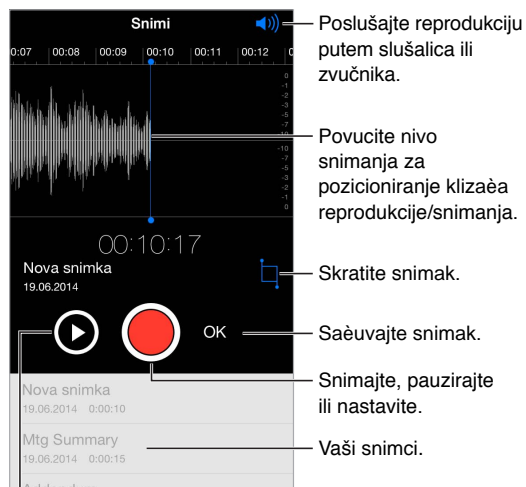 Snimi
Poslušajte reprodukciju
putem slušalica ili
zvučnika.
0:07 00:08 00:09 00:10 00:11 00:12
0
-1
-2
-3
-5
-7
-10
-10
-7
-5
-3
-2
-1
0
Povucite nivo
snimanja za
pozicioniranje klizaèa
reprodukcije/snimanja.
00:10:17
Nova snimka
19.06.2014
Skratite snimak.
OK
Saèuvajte snimak.
Snimajte, pauzirajte
ili nastavite.
Nova snimka
19.06.2014 0:00:10
Mtg Summary
19.06.2014 0:00:15
Vaši snimci.